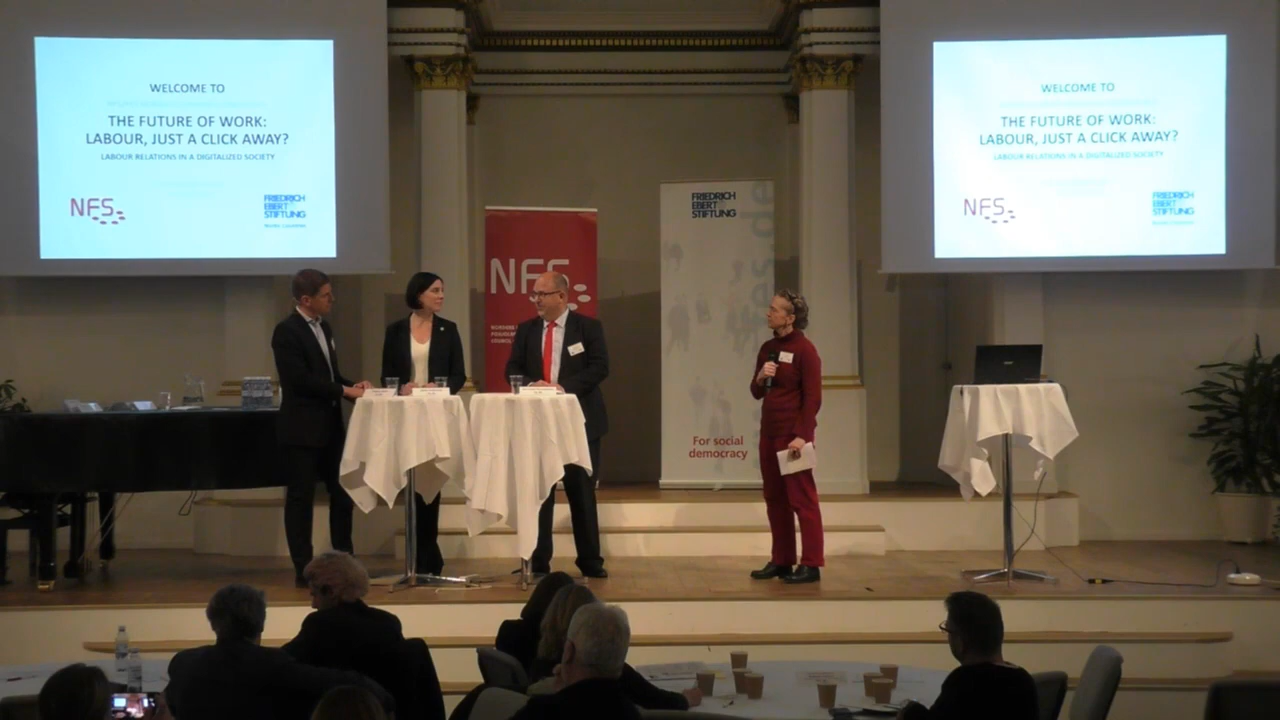 WELCOME TO
THE FUTURE OF WORK:
LABOUR, JUST A CLICK AWAY?
LABOUR RELATIONS IN A DIGITALIZED SOCIETY
NFS
FRIEDRICH
EBERT
STIFTUNG
NFS
FRIEDRICH
EBERT
STIFTUNG
For social
democracy
WELCOME TO
THE FUTURE OF WORK:
LABOUR, JUST A CLICK AWAY?
LABOUR RELATIONS IN A DIGITALIZED SOCIETY
NFS
FRIEDRICH
EBERT
STIFTUNG